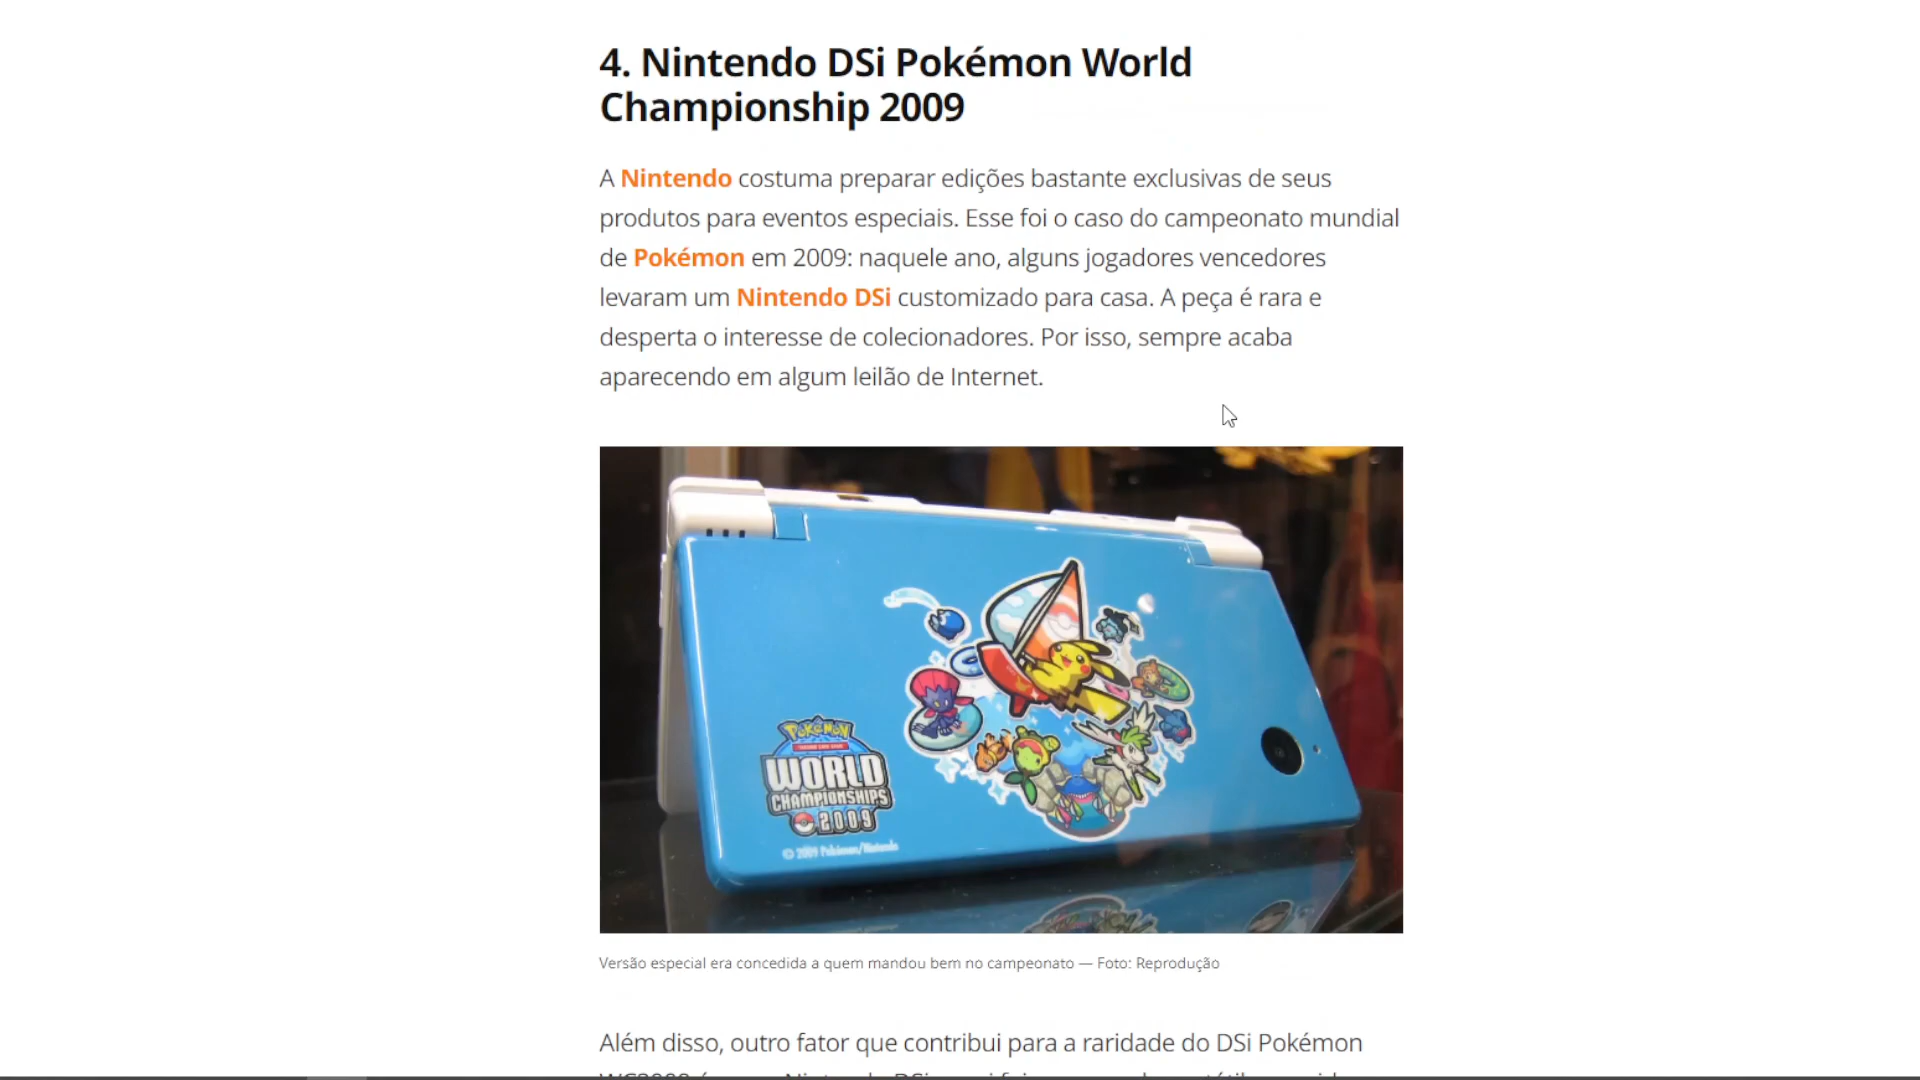 4. Nintendo DSi Pokémon World
Championship 2009
A Nintendo costuma preparar edições bastante exclusivas de seus
produtos para eventos especiais. Esse foi o caso do campeonato mundial
de Pokémon em 2009: naquele ano, alguns jogadores vencedores
levaram um Nintendo DSi customizado para casa. A peça é rara e
desperta o interesse de colecionadores. Por isso, sempre acaba
aparecendo em algum leilão de Internet.
POKéMON
WORLD
CHAMPIONSHIPS
2009
© 2009 Pokémon/Nintendo
Versão especial era concedida a quem mandou bem no campeonato — Foto: Reprodução
Além disso, outro fator que contribui para a raridade do DSi Pokémon